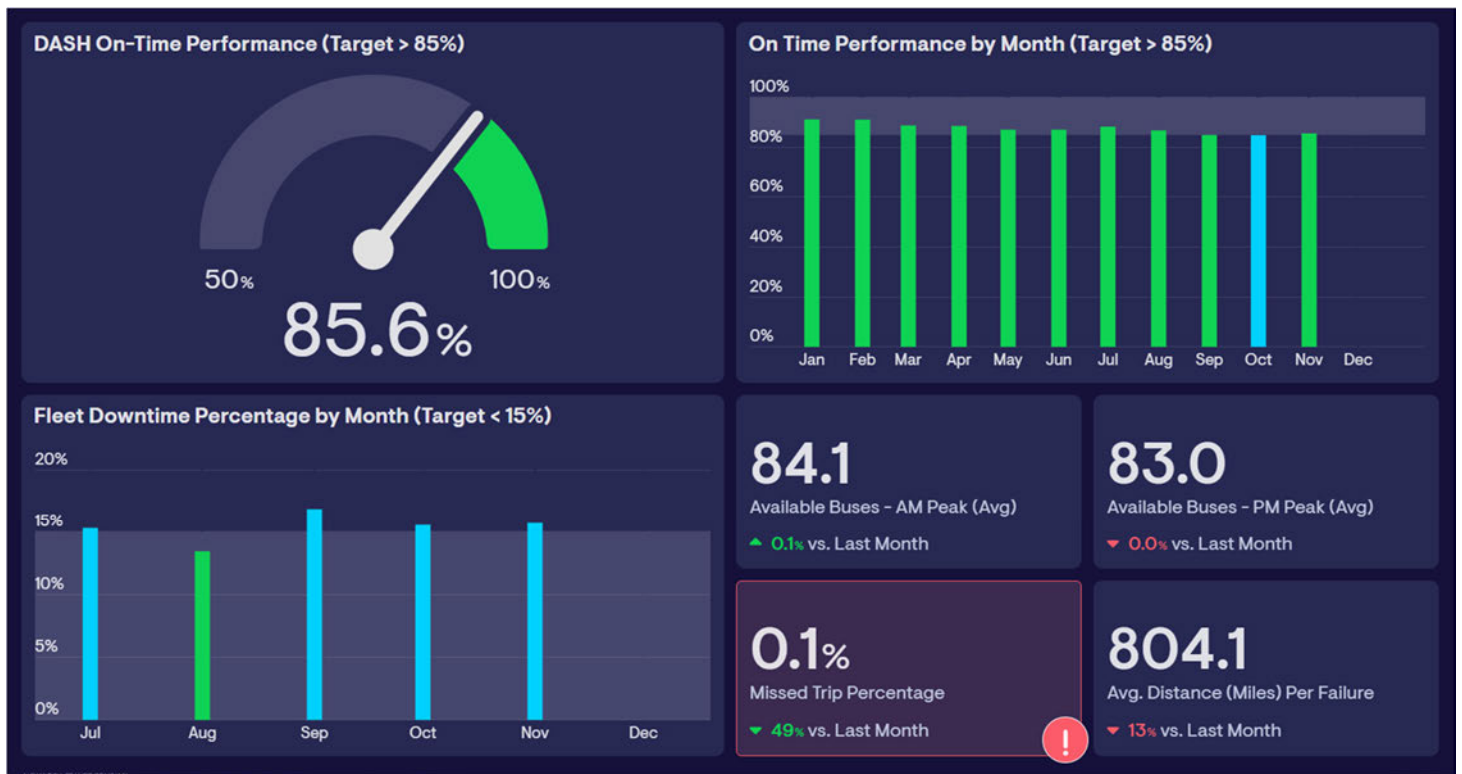 DASH On-Time Performance (Target > 85%)
50%
100%
85.6%
On Time Performance by Month (Target > 85%)
100%
80%
60%
40%
20%
0%
Jan Feb Mar Apr May Jun Jul Aug Sep Oct Nov Dec
Fleet Downtime Percentage by Month (Target < 15%)
20%
15%
10%
5%
0%
Jul Aug Sep Oct Nov Dec
84.1
Available Buses - AM Peak (Avg)
0.1% vs. Last Month
83.0
Available Buses - PM Peak (Avg)
0.0% vs. Last Month
0.1%
Missed Trip Percentage
49% vs. Last Month
!
804.1
Avg. Distance (Miles) Per Failure
13% vs. Last Month